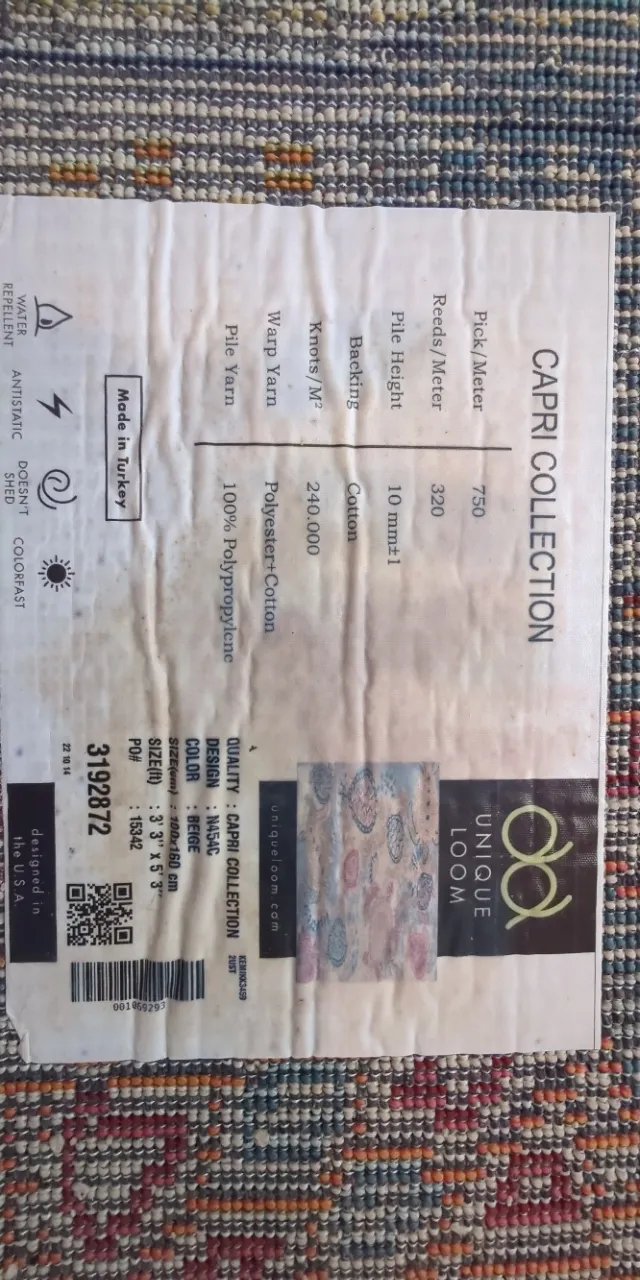 CAPRI COLLECTION
Pick/Meter 750
Reeds/Meter 320
Pile Height 10 mm±1
Backing Cotton
Knots/M² 240.000
Warp Yarn Polyester+Cotton
Pile Yarn 100% Polypropylene
Made in Turkey
WATER REPELLENT
ANTISTATIC
DOESN'T SHED
COLORFAST
UNIQUE
LOOM
uniqueloom.com
QUALITY : CAPRI COLLECTION
DESIGN : N454C
COLOR : BEIGE
SIZE(cm) : 100x160 cm
SIZE(ft) : 3' 3'' x 5' 3''
PO# : 15342
3192872
22 10 14
designed in
the U.S.A.